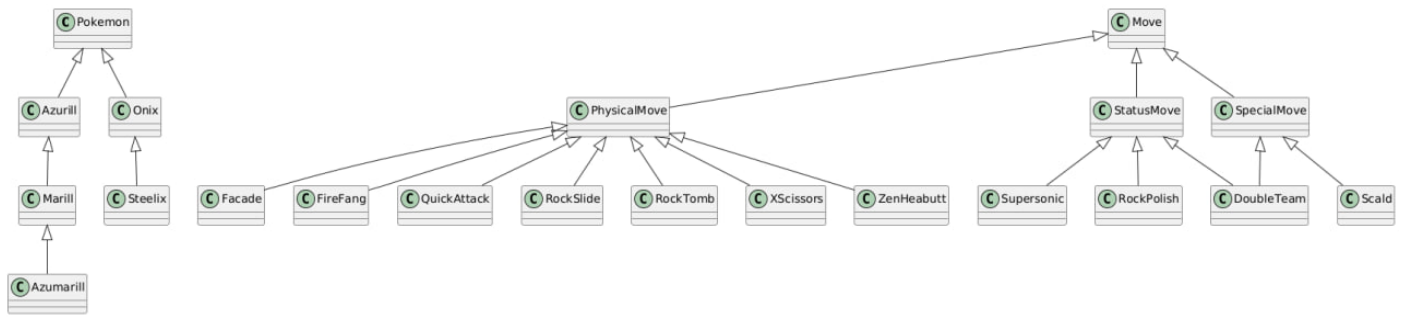 C Pokemon
C Move
C Azurill
C Onix
C PhysicalMove
C StatusMove
C SpecialMove
C Marill
C Steelix
C Facade
C FireFang
C QuickAttack
C RockSlide
C RockTomb
C XScissors
C ZenHeabutt
C Supersonic
C RockPolish
C DoubleTeam
C Scald
C Azumarill